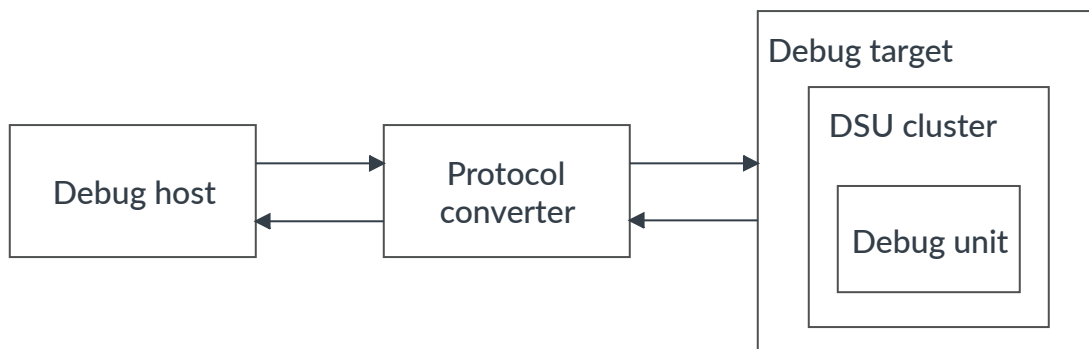 Debug target
DSU cluster
Debug host
Protocol
converter
Debug unit